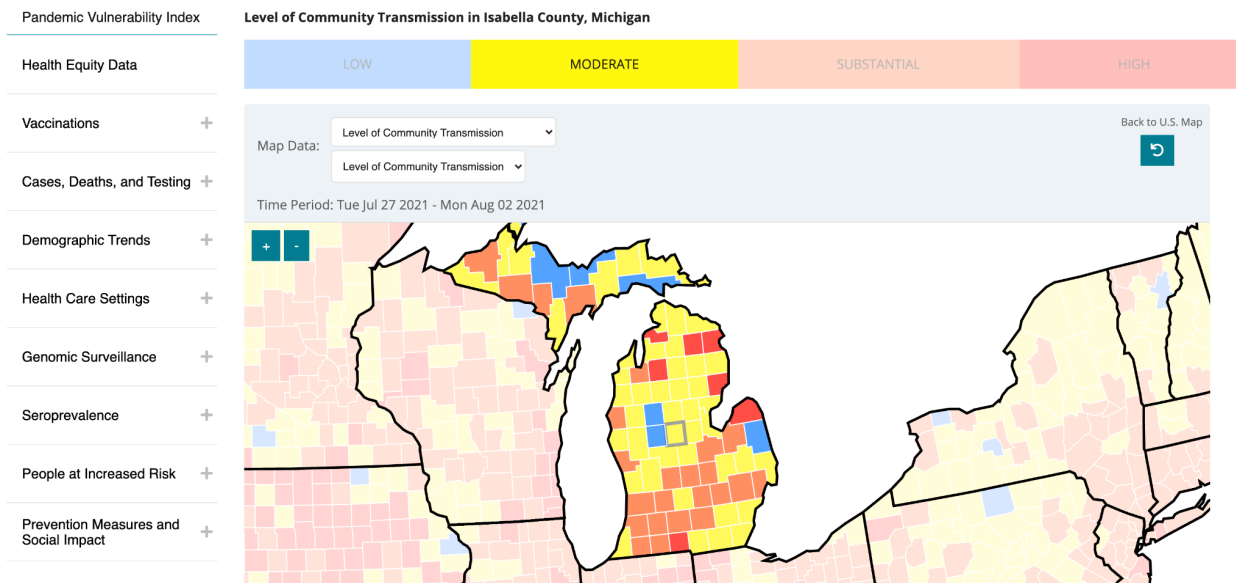 Pandemic Vulnerability Index
Health Equity Data
Vaccinations +
Cases, Deaths, and Testing +
Demographic Trends +
Health Care Settings +
Genomic Surveillance +
Seroprevalence +
People at Increased Risk +
Prevention Measures and
Social Impact +
Level of Community Transmission in Isabella County, Michigan
LOW MODERATE SUBSTANTIAL HIGH
Map Data:
Level of Community Transmission
Level of Community Transmission
Back to U.S. Map
Time Period: Tue Jul 27 2021 - Mon Aug 02 2021
+ -